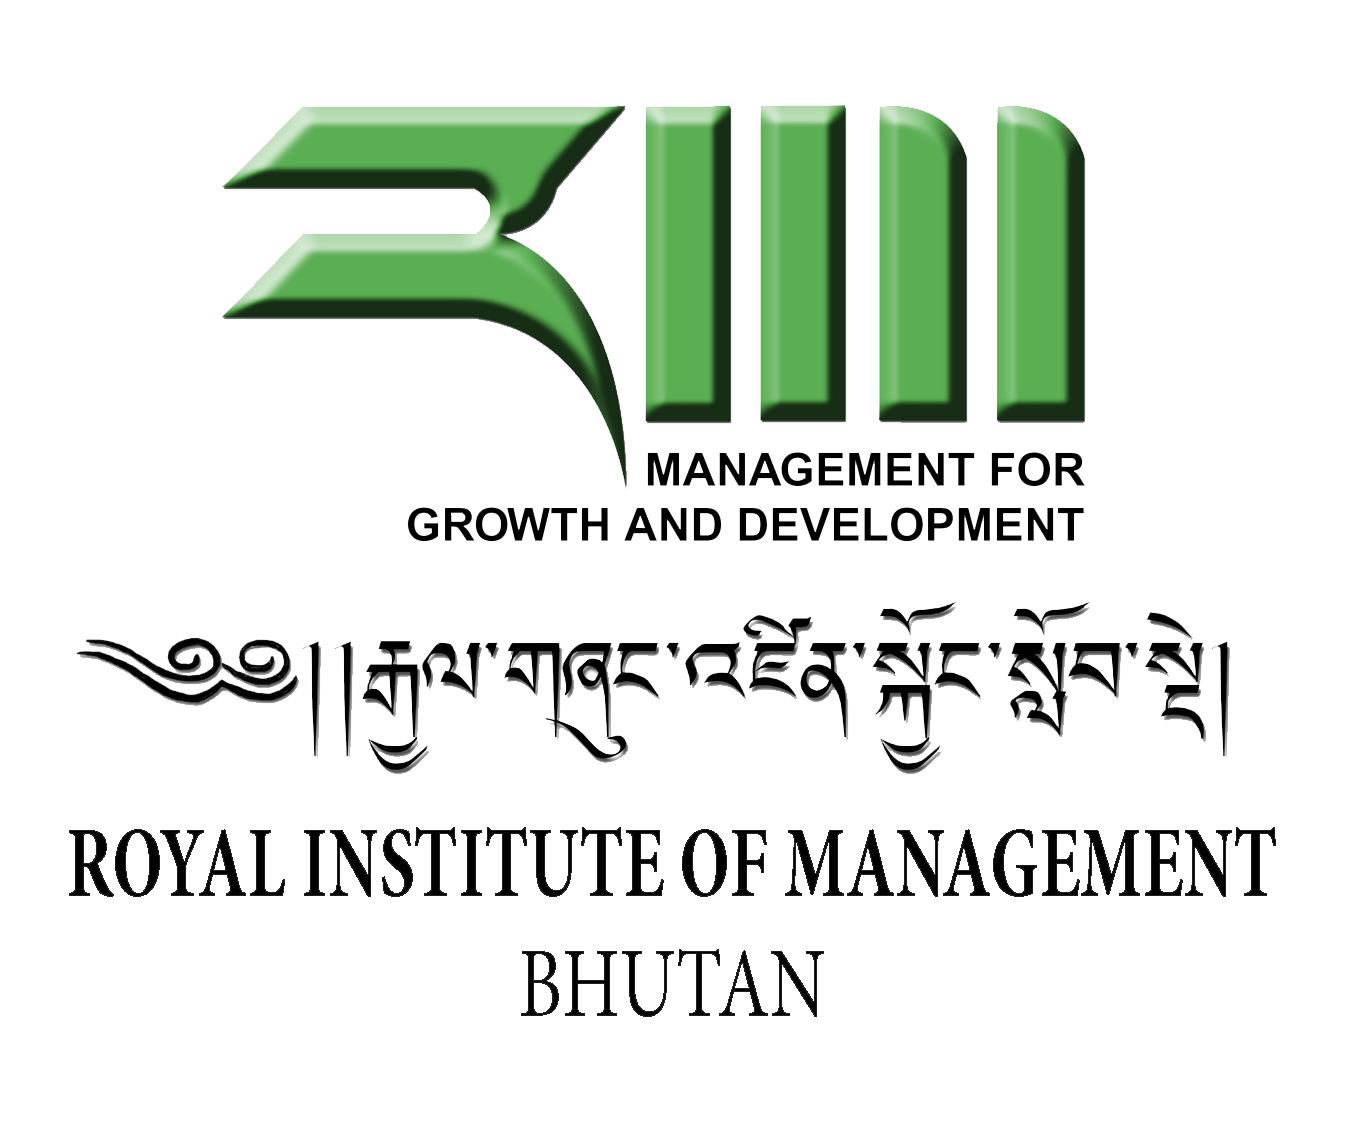 RIM
MANAGEMENT FOR
GROWTH AND DEVELOPMENT
༄༅།།རྒྱལ་གཞུང་འཛིན་སྐྱོང་སློབ་སྡེ།
ROYAL INSTITUTE OF MANAGEMENT
BHUTAN